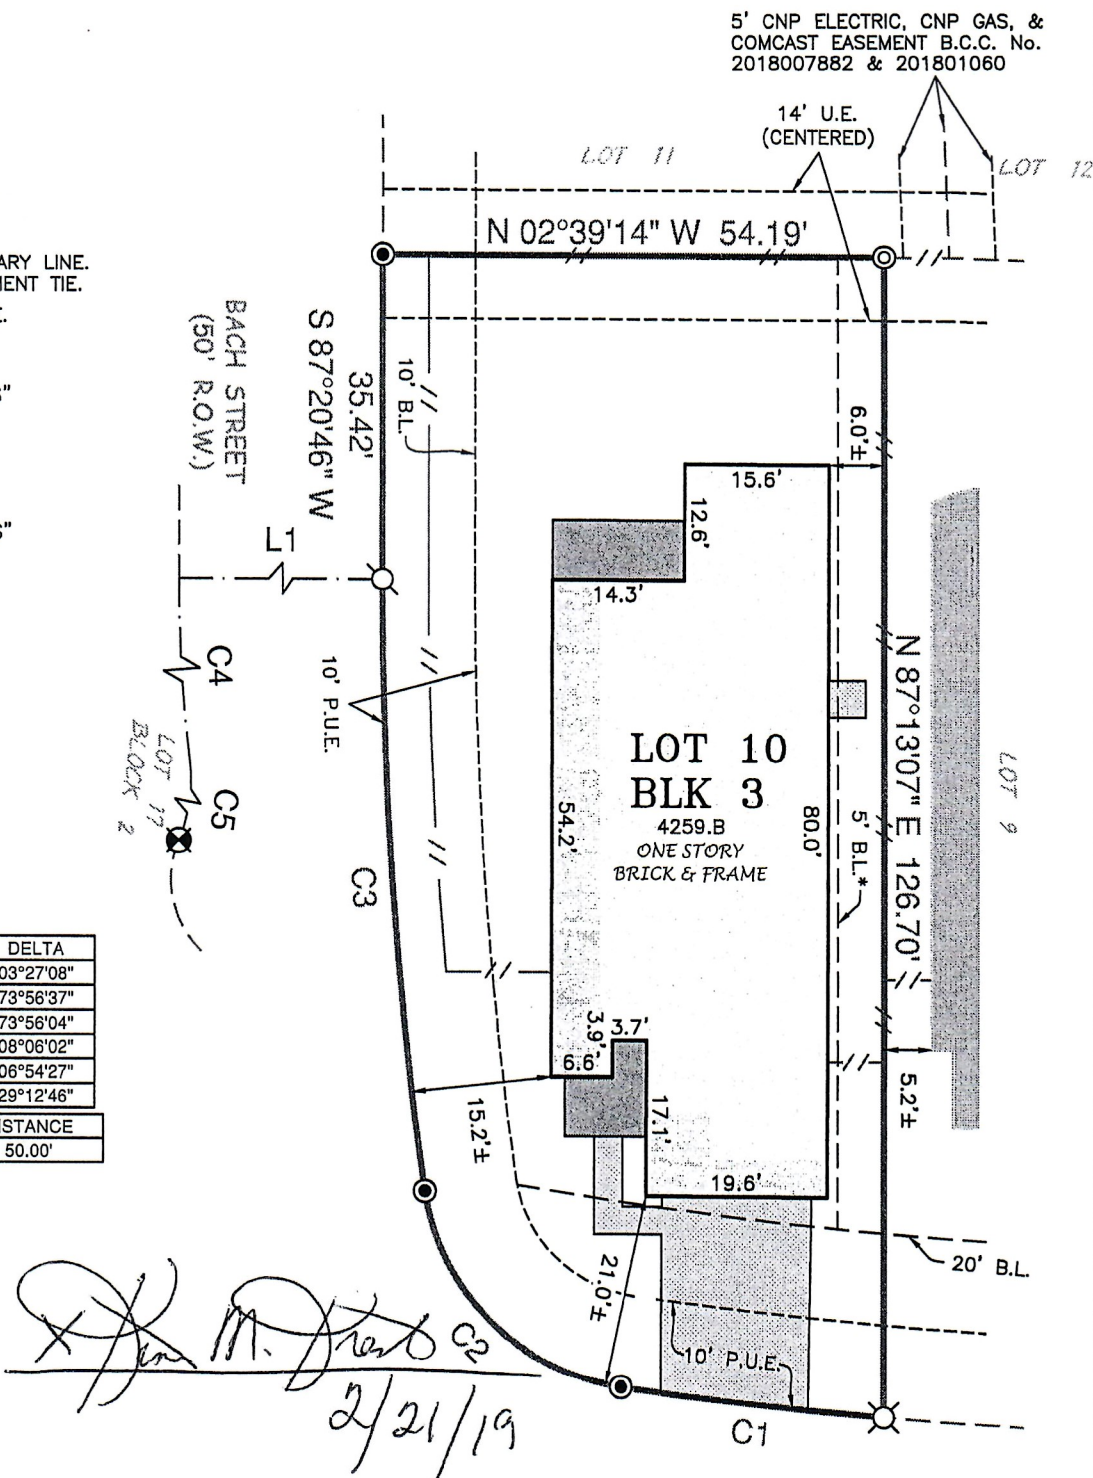 5' CNP ELECTRIC, CNP GAS, &
COMCAST EASEMENT B.C.C. No.
2018007882 & 201801060
14' U.E.
(CENTERED)
LOT 11
LOT 12
N 02°39'14" W 54.19'
ARY LINE.
MENT TIE.
BACH STREET
(50' R.O.W.)
S 87°20'46" W
35.42'
10' B.L.
6.0'±
15.6'
12.6'
14.3'
L1
C4
C5
LOT 17
BLOCK 2
10' P.U.E.
C3
LOT 10
BLK 3
4259.B
ONE STORY
BRICK & FRAME
54.2'
80.0'
5' B.L.*
N 87°13'07" E 126.70'
LOT 9
DELTA
03°27'08"
73°56'37"
73°56'04"
08°06'02"
06°54'27"
29°12'46"
STANCE
50.00'
3.9'
3.7'
6.6'
17.1'
15.2'±
5.2'±
19.6'
21.0'±
20' B.L.
10' P.U.E.
C2
C1
X
M.
2/21/19